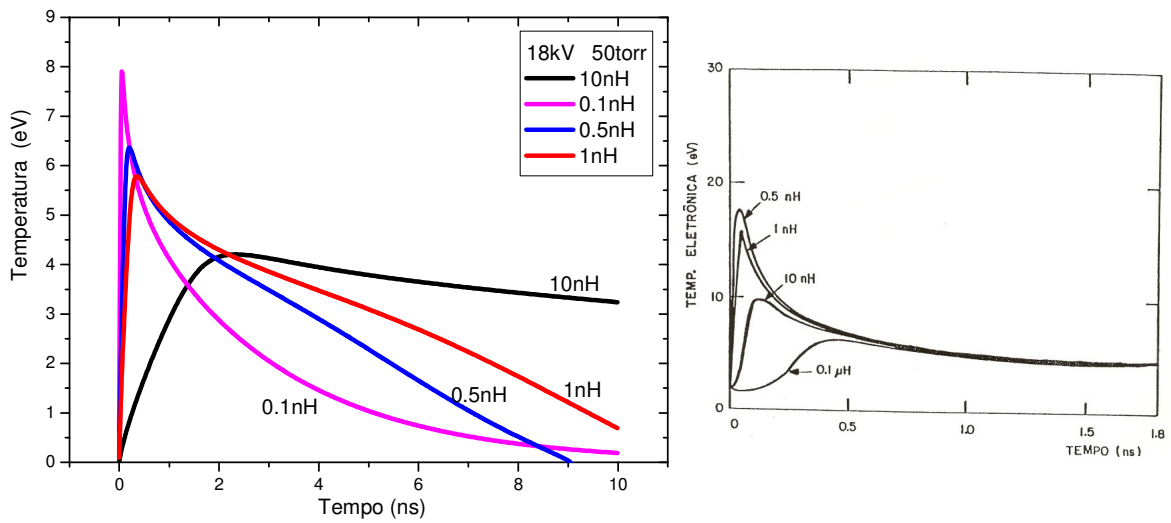 9
8
7
6
5
4
3
2
1
0
Temperatura (eV)
18kV 50torr
10nH
0.1nH
0.5nH
1nH
10nH
1nH
0.5nH
0.1nH
0 2 4 6 8 10
Tempo (ns)
30
20
10
0
TEMP. ELETRÔNICA (eV)
0.5 nH
1 nH
10 nH
0.1 µH
0 0.5 1.0 1.5 1.8
TEMPO (ns)